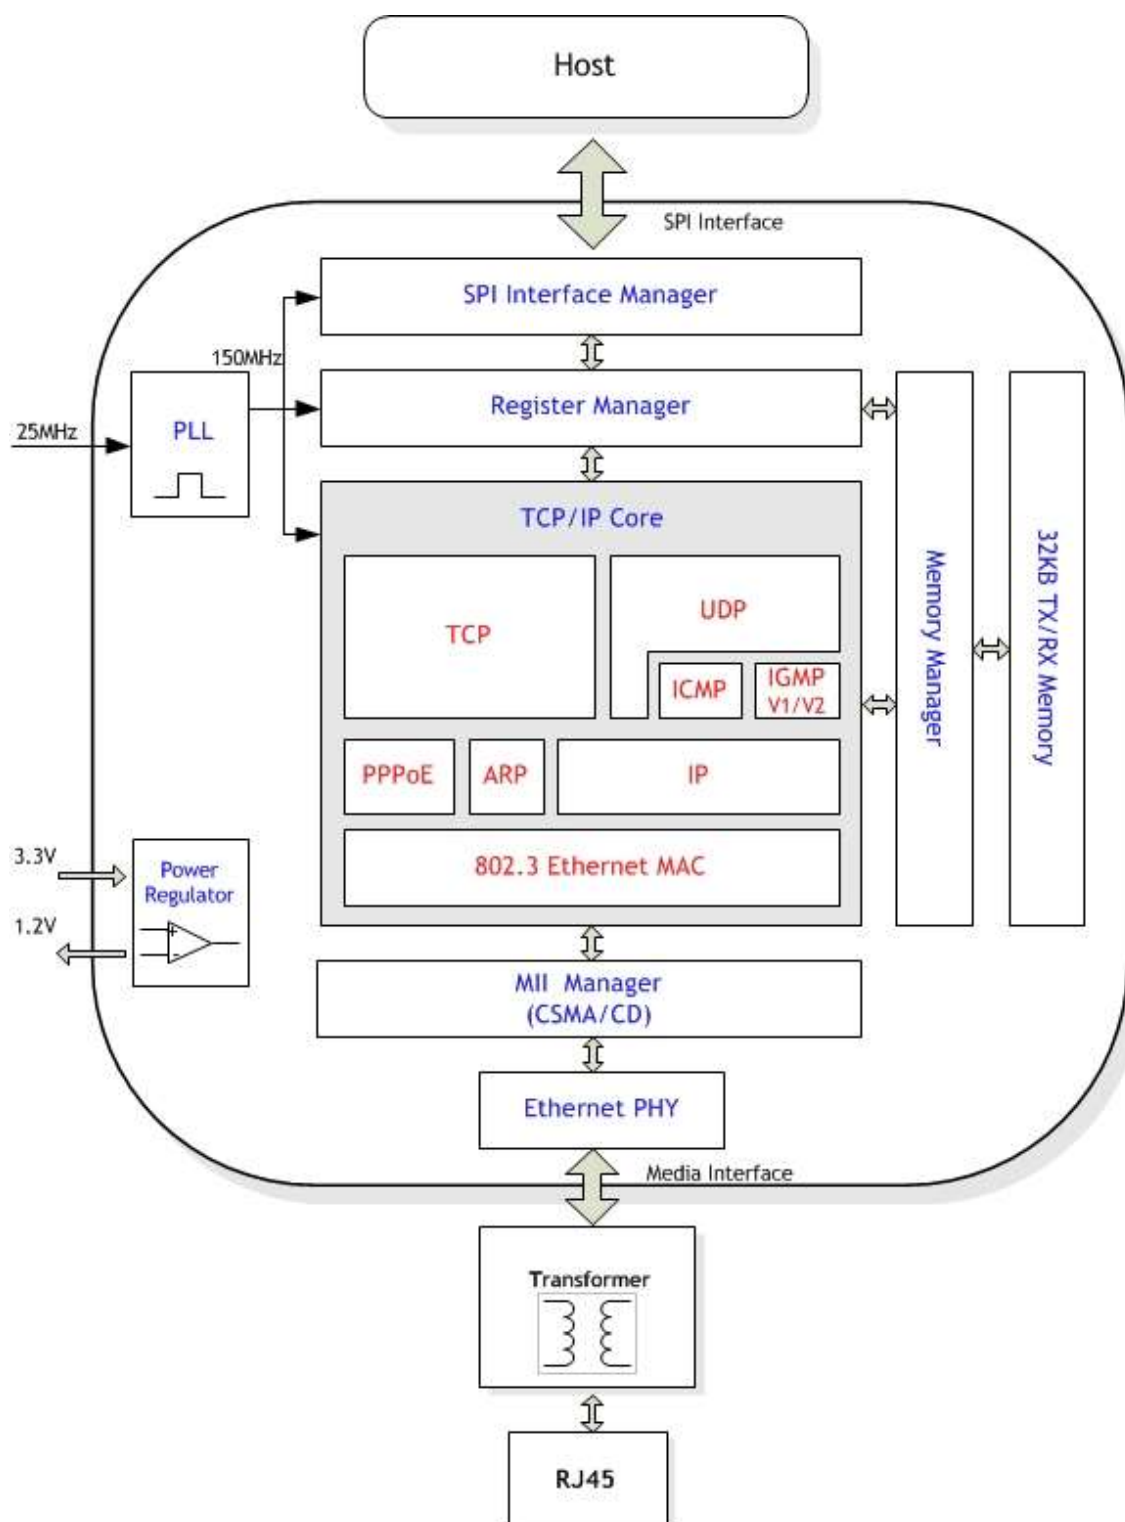 Host
SPI Interface
SPI Interface Manager
150MHz
Register Manager
25MHz
PLL
TCP/IP Core
TCP
UDP
ICMP
IGMP
V1/V2
PPPoE
ARP
IP
802.3 Ethernet MAC
Memory Manager
32KB TX/RX Memory
3.3V
1.2V
Power
Regulator
MII Manager
(CSMA/CD)
Ethernet PHY
Media Interface
Transformer
RJ45